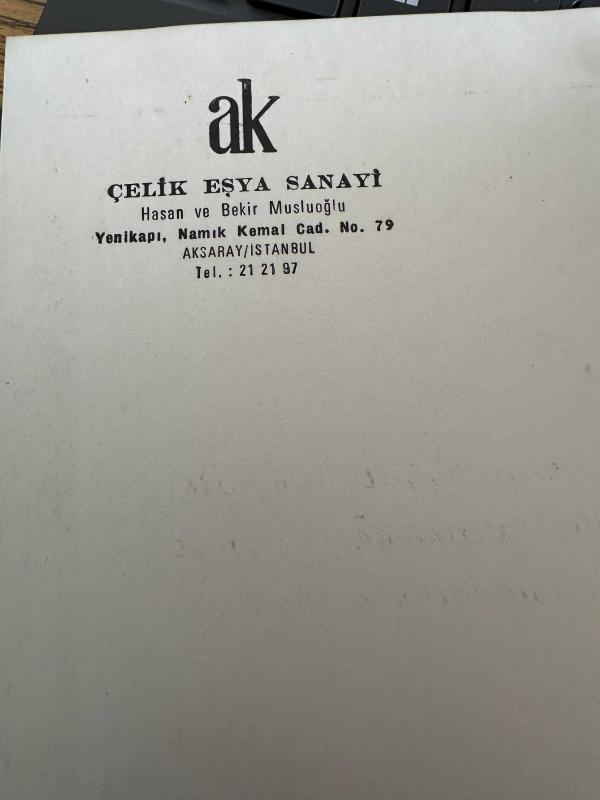 ak
ÇELİK EŞYA SANAYİ
Hasan ve Bekir Musluoğlu
Yenikapı, Namık Kemal Cad. No. 79
AKSARAY/İSTANBUL
Tel. : 21 21 97